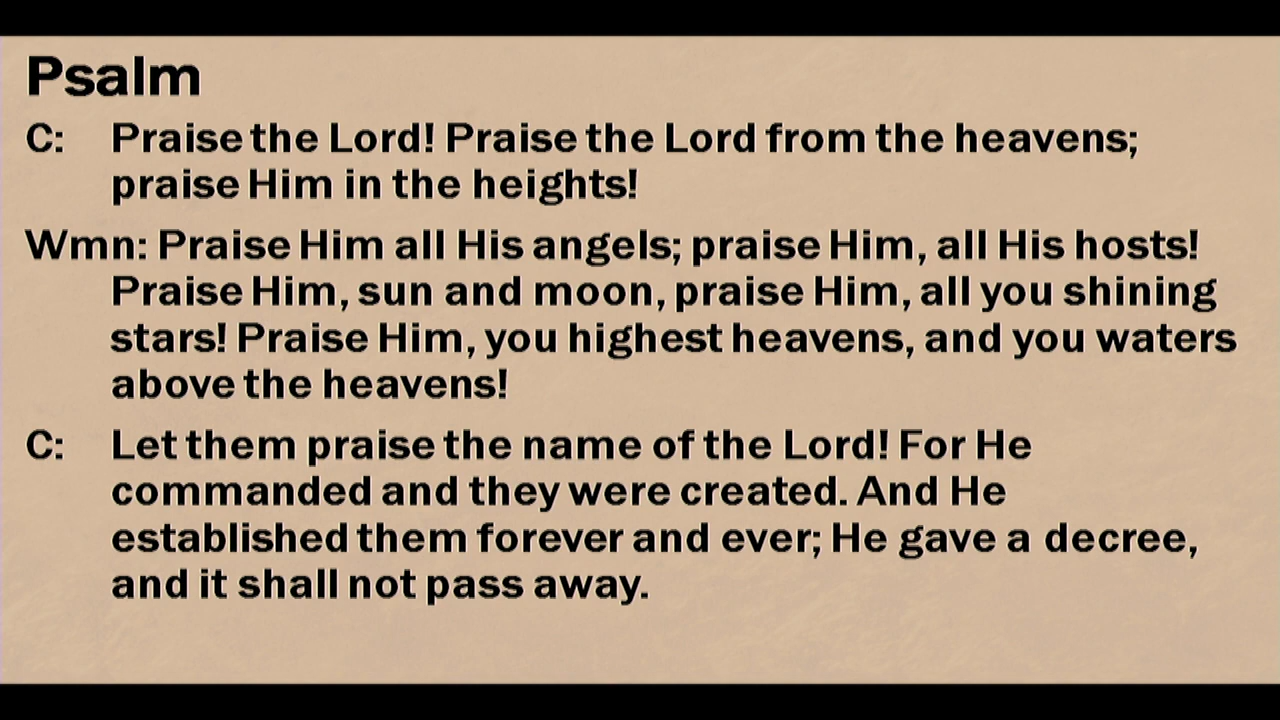 Psalm
C: Praise the Lord! Praise the Lord from the heavens;
praise Him in the heights!
Wmn: Praise Him all His angels; praise Him, all His hosts!
Praise Him, sun and moon, praise Him, all you shining
stars! Praise Him, you highest heavens, and you waters
above the heavens!
C: Let them praise the name of the Lord! For He
commanded and they were created. And He
established them forever and ever; He gave a decree,
and it shall not pass away.